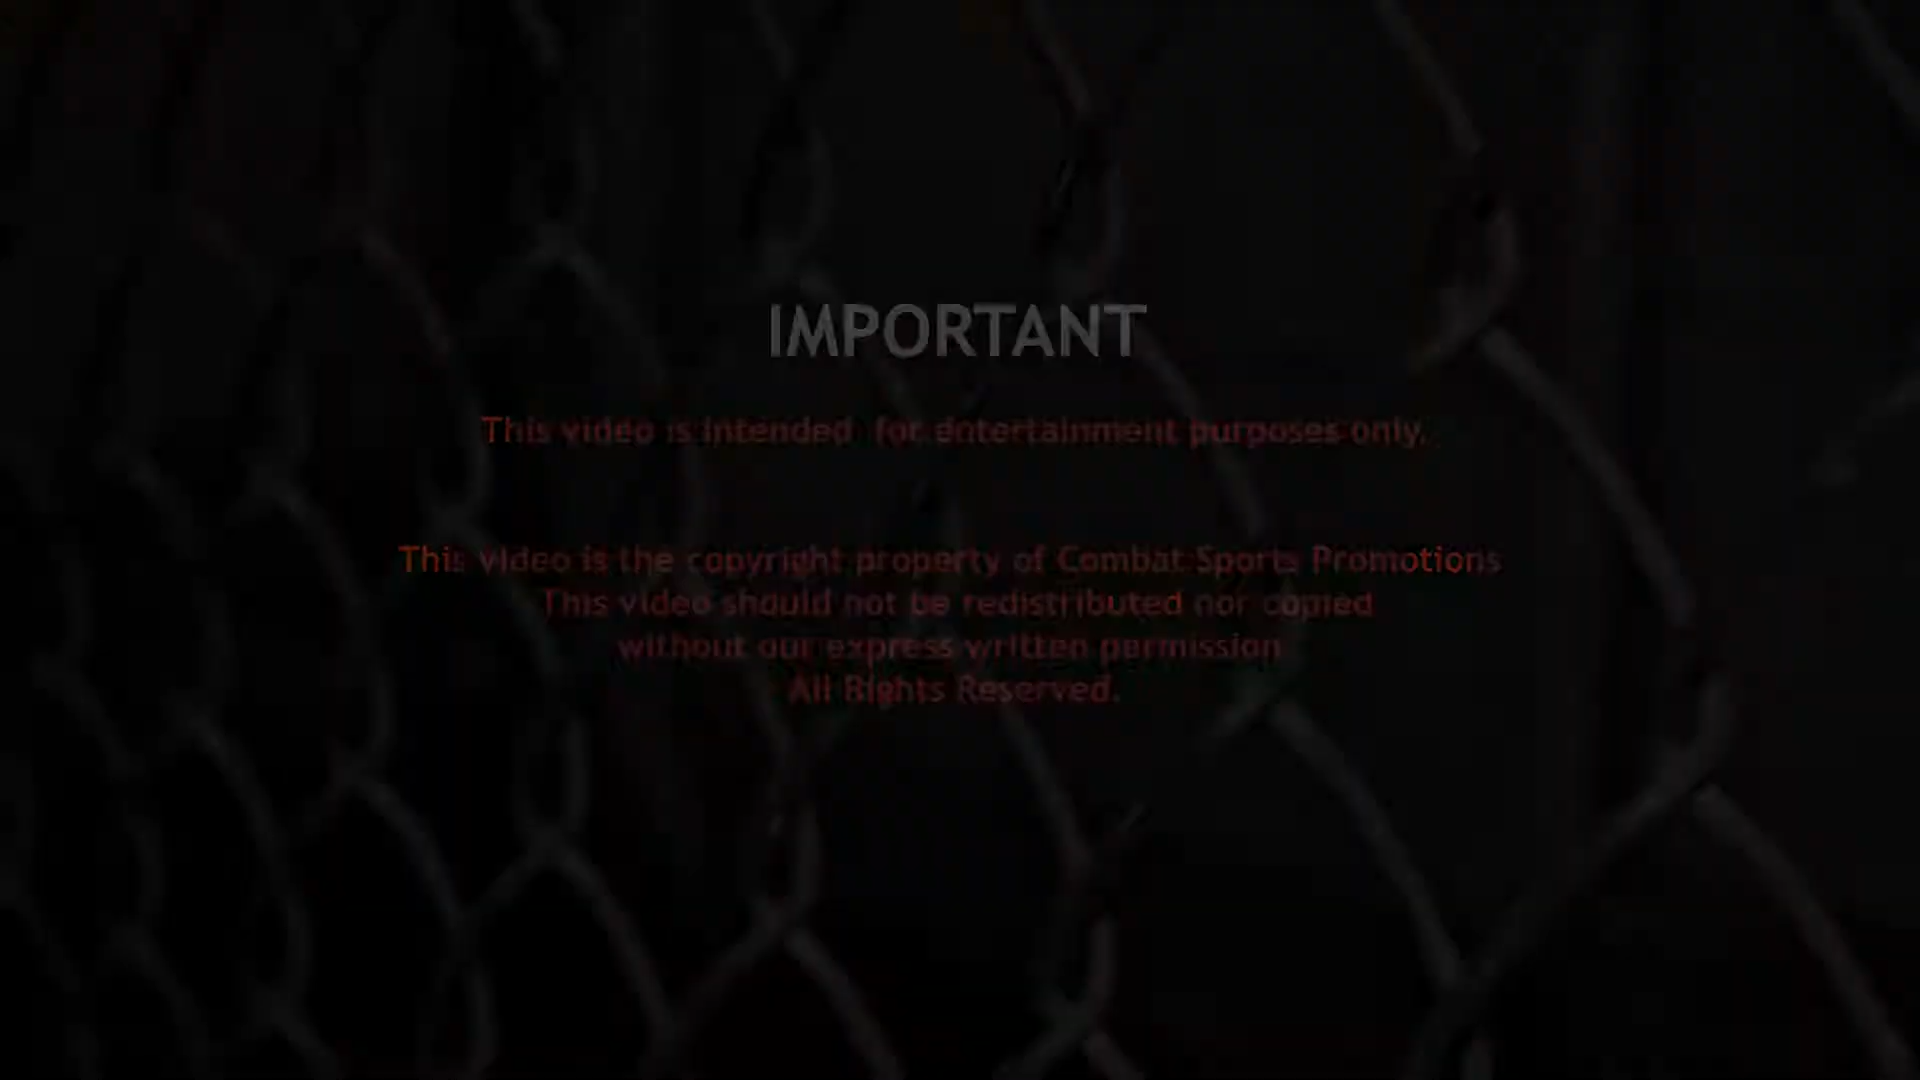 IMPORTANT
This video is intended for entertainment purposes only.
This video is the copyright property of Combat Sports Promotions
This video should not be redistributed nor copied
without our express written permission
All Rights Reserved.